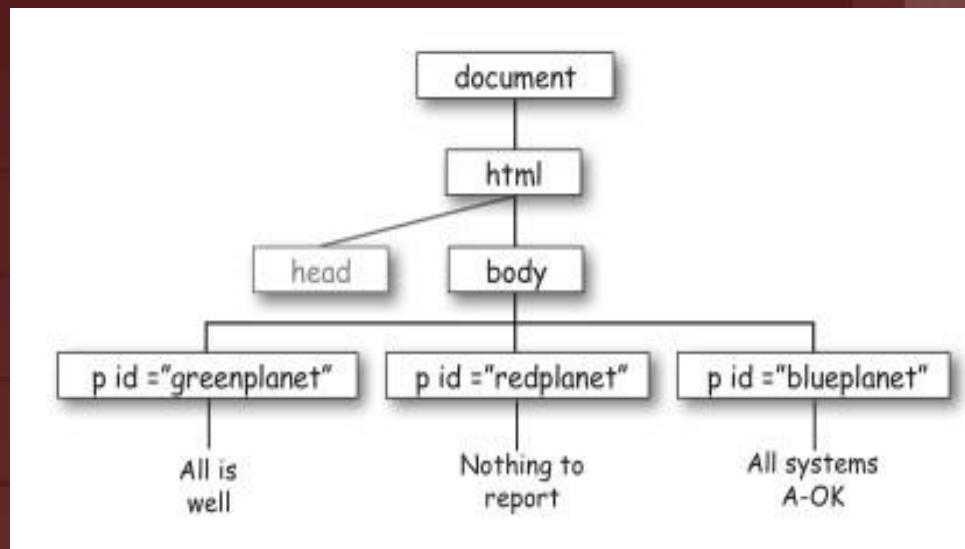 document
html
head
body
p id ="greenplanet"
p id ="redplanet"
p id ="blueplanet"
All is
well
Nothing to
report
All systems
A-OK